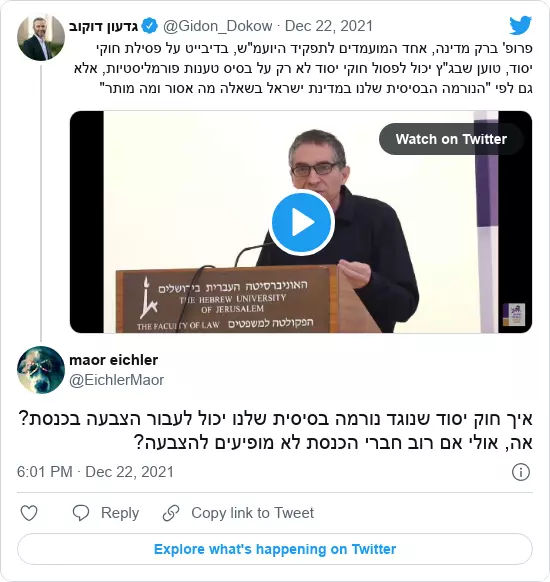 גדעון דוקוב @Gidon_Dokow · Dec 22, 2021
פרופ' ברק מדינה, אחד המועמדים לתפקיד היועמ"ש, בדיבייט על פסילת חוקי
יסוד, טוען שבג"ץ יכול לפסול חוקי יסוד לא רק על בסיס טענות פורמליסטיות, אלא
גם לפי "הנורמה הבסיסית שלנו במדינת ישראל בשאלה מה אסור ומה מותר"
Watch on Twitter
האוניברסיטה העברית בירושלים
THE HEBREW UNIVERSITY
OF JERUSALEM
THE FACULTY OF LAW הפקולטה למשפטים
maor eichler
@EichlerMaor
איך חוק יסוד שנוגד נורמה בסיסית שלנו יכול לעבור הצבעה בכנסת?
אה, אולי אם רוב חברי הכנסת לא מופיעים להצבעה?
6:01 PM · Dec 22, 2021
Reply
Copy link to Tweet
Explore what's happening on Twitter